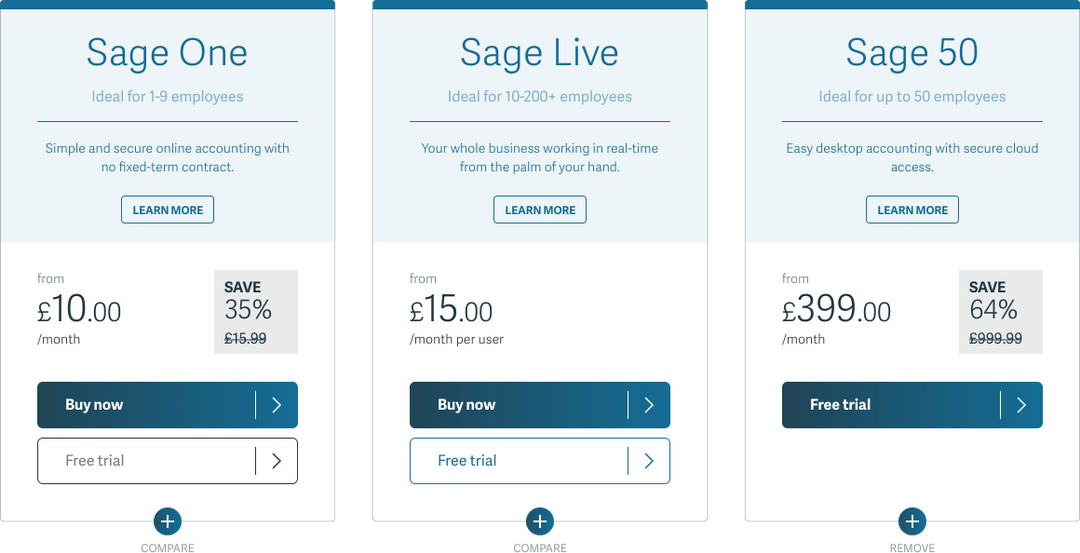 Sage One
Ideal for 1-9 employees
Simple and secure online accounting with
no fixed-term contract.
LEARN MORE
from
£10.00
/month
SAVE
35%
£15.99
Buy now
Free trial
COMPARE
Sage Live
Ideal for 10-200+ employees
Your whole business working in real-time
from the palm of your hand.
LEARN MORE
from
£15.00
/month per user
Buy now
Free trial
COMPARE
Sage 50
Ideal for up to 50 employees
Easy desktop accounting with secure cloud
access.
LEARN MORE
from
£399.00
/month
SAVE
64%
£999.99
Free trial
REMOVE